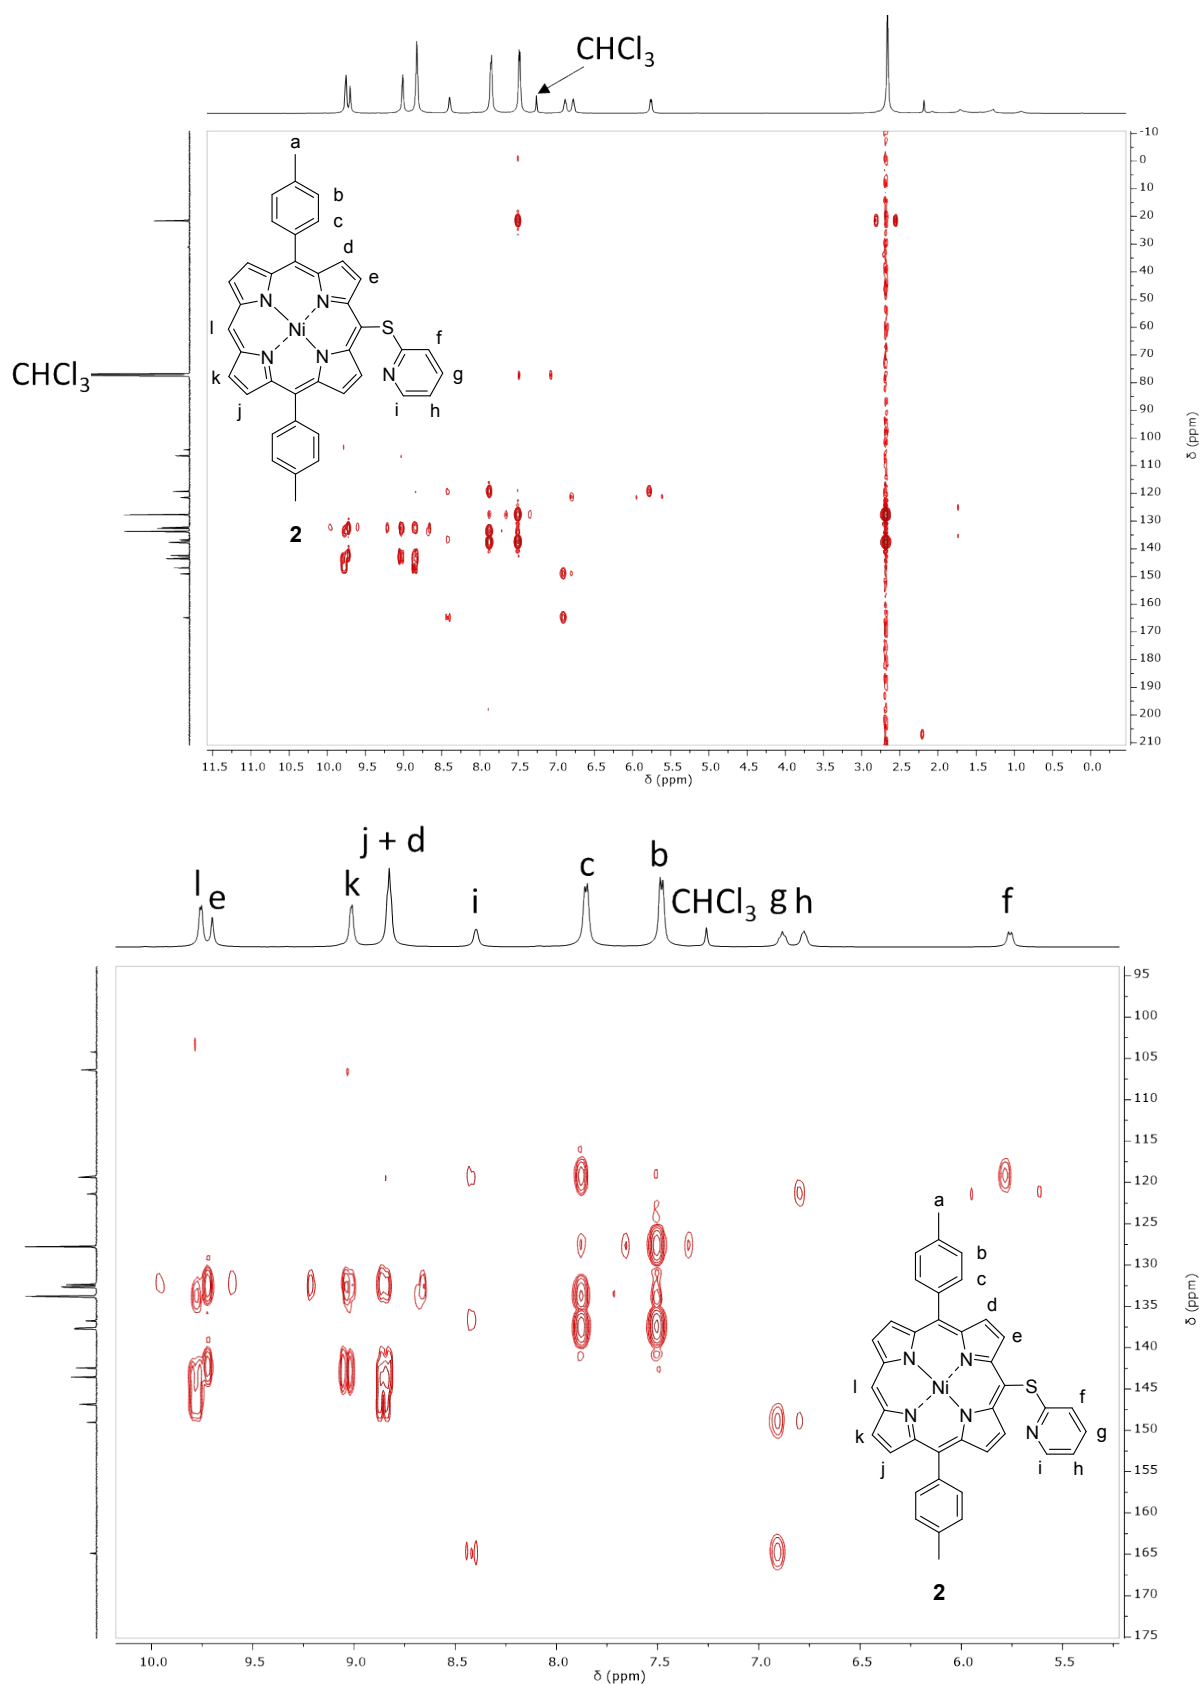 CHCl3
CHCl3
a
b
c
d
e
N
N
l
Ni
S
f
N
N
N
g
k
i
h
j
2
-10
0
10
20
30
40
50
60
70
80
90
100
110
120
130
140
150
160
170
180
190
200
210
δ (ppm)
11.5 11.0 10.5 10.0 9.5 9.0 8.5 8.0 7.5 7.0 6.5 6.0 5.5 5.0 4.5 4.0 3.5 3.0 2.5 2.0 1.5 1.0 0.5 0.0
δ (ppm)
l e k j + d i c b CHCl3 g h f
95
100
105
110
115
120
125
130
135
140
145
150
155
160
165
170
175
δ (ppm)
a
b
c
d
e
N
N
l
Ni
S
f
N
N
N
g
k
i
h
j
2
10.0 9.5 9.0 8.5 8.0 7.5 7.0 6.5 6.0 5.5
δ (ppm)